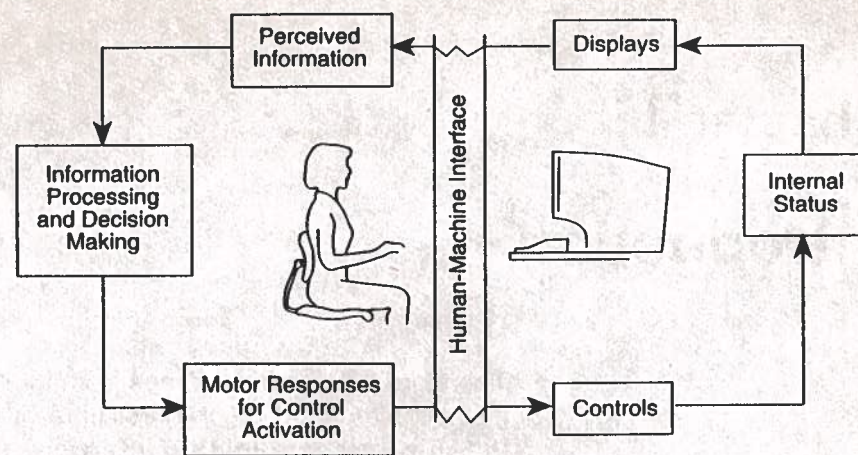 Perceived
Information
Displays
Information
Processing
and Decision
Making
Human-Machine Interface
Internal
Status
Motor Responses
for Control
Activation
Controls